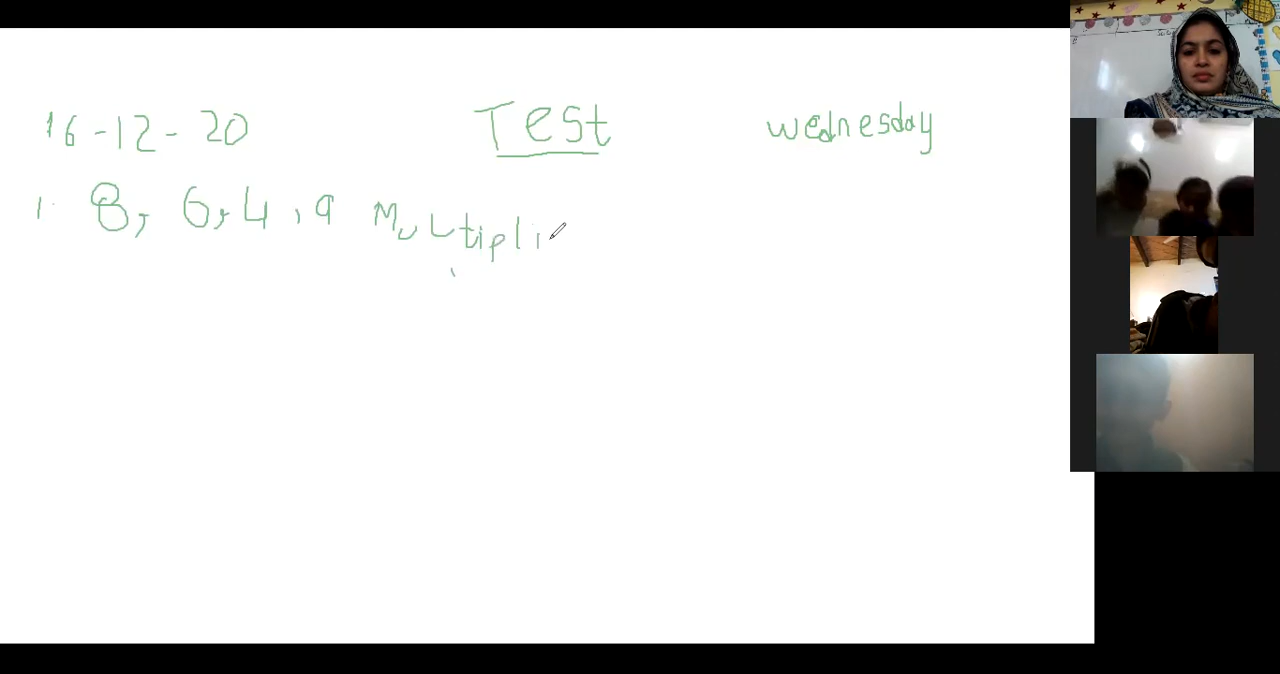 16-12-20 Test wednesday
1. 8, 6, 4, 9 Multipli